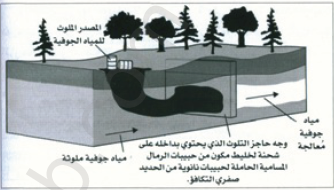 المصدر الملوث
للمياه الجوفية
مياه
جوفية
مُعالجة
مياه جوفية ملوثة
وجه حاجز التلوث الذي يحتوي بداخله على
شحنة لخليط مكون من حبيبات الرمال
المسامية الحاملة لحبيبات نانوية من الحديد
صفري التكافؤ.